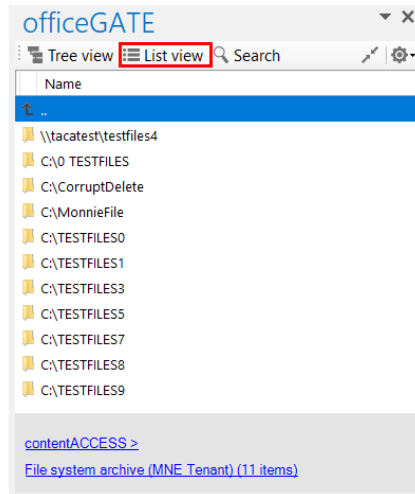 officeGATE
Tree view List view Search
Name
..
\\tacatest\testfiles4
C:\0 TESTFILES
C:\CorruptDelete
C:\MonnieFile
C:\TESTFILES0
C:\TESTFILES1
C:\TESTFILES3
C:\TESTFILES5
C:\TESTFILES7
C:\TESTFILES8
C:\TESTFILES9
contentACCESS >
File system archive (MNE Tenant) (11 items)